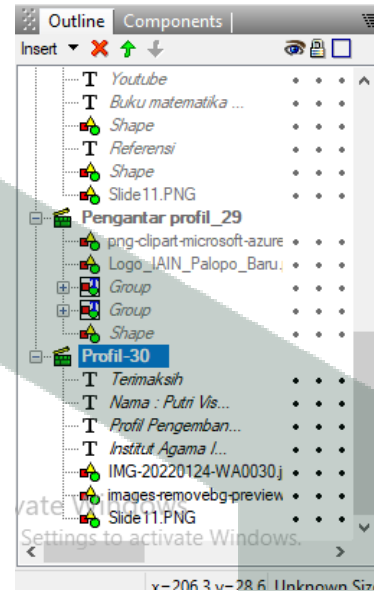 Outline Components
Insert
Youtube
Buku matematika ...
Shape
Referensi
Shape
Slide11.PNG
Pengantar profil_29
png-clipart-microsoft-azure
Logo_IAIN_Palopo_Baru.
Group
Group
Shape
Profil-30
Terimaksih
Nama : Putri Vis...
Profil Pengemban...
Institut Agama I...
IMG-20220124-WA0030.j
images-removebg-preview
Slide11.PNG
vate Windows
Settings to activate Windows.
x=206.3 y=28.6 Unknown Size